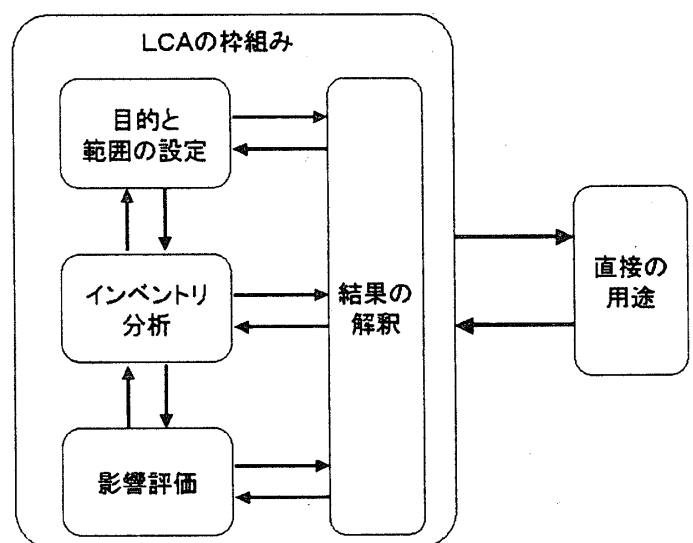 LCAの枠組み
目的と
範囲の設定
インベントリ
分析
影響評価
結果の
解釈
直接の
用途